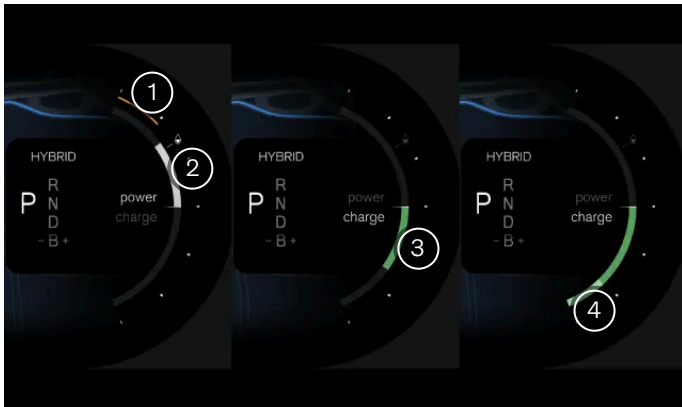 1
2
HYBRID
P
R
N
D
- B +
power
charge
HYBRID
P
R
N
D
- B +
power
charge
3
HYBRID
P
R
N
D
- B +
power
charge
4